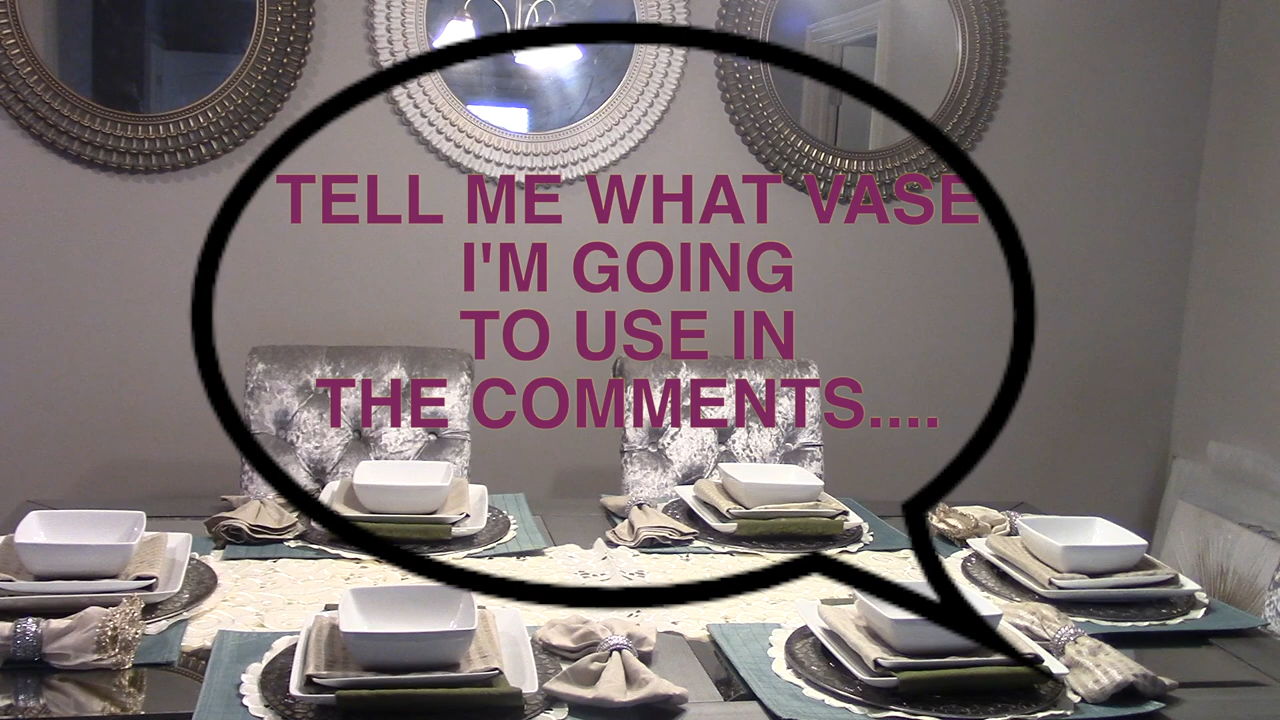 TELL ME WHAT VASE
I'M GOING
TO USE IN
THE COMMENTS....